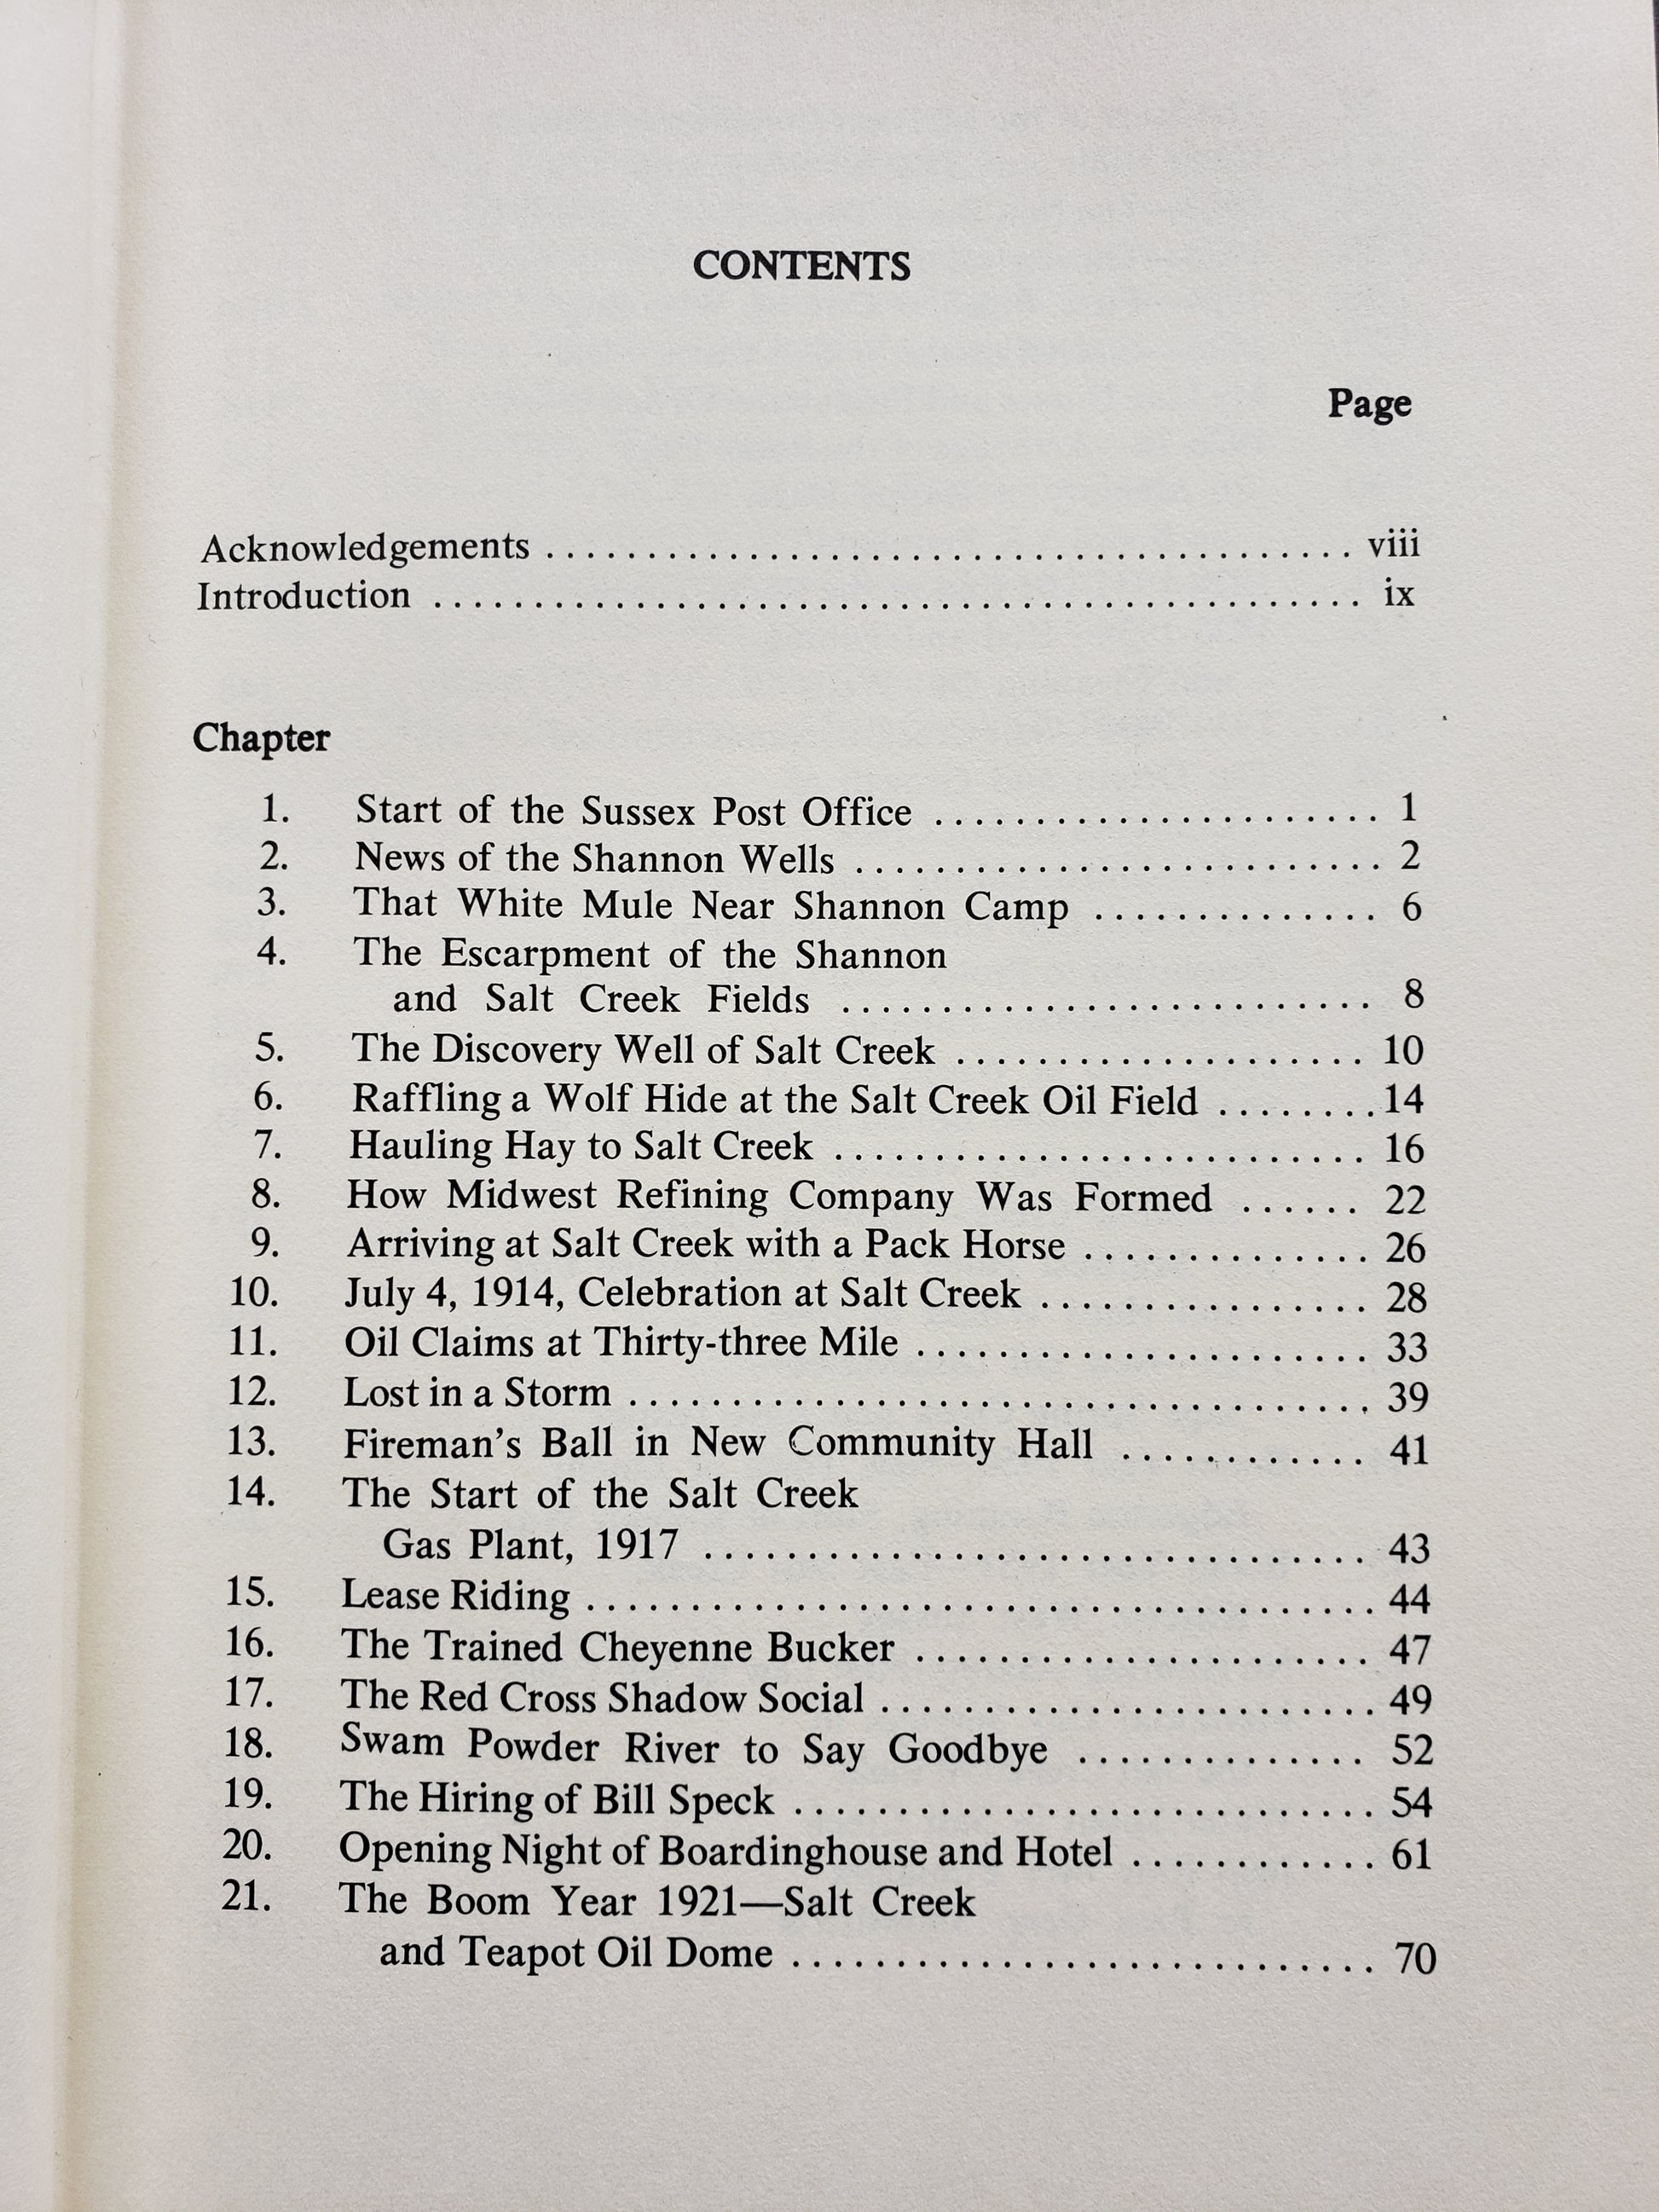 CONTENTS
Page
Acknowledgements ........................................ viii
Introduction .............................................. ix
Chapter
1. Start of the Sussex Post Office ...................... 1
2. News of the Shannon Wells .......................... 2
3. That White Mule Near Shannon Camp .............. 6
4. The Escarpment of the Shannon
and Salt Creek Fields .......................... 8
5. The Discovery Well of Salt Creek .................... 10
6. Raffling a Wolf Hide at the Salt Creek Oil Field ........ 14
7. Hauling Hay to Salt Creek .......................... 16
8. How Midwest Refining Company Was Formed ...... 22
9. Arriving at Salt Creek with a Pack Horse .............. 26
10. July 4, 1914, Celebration at Salt Creek ................ 28
11. Oil Claims at Thirty-three Mile ...................... 33
12. Lost in a Storm .................................... 39
13. Fireman's Ball in New Community Hall ............ 41
14. The Start of the Salt Creek
Gas Plant, 1917 ................................ 43
15. Lease Riding ...................................... 44
16. The Trained Cheyenne Bucker ...................... 47
17. The Red Cross Shadow Social ........................ 49
18. Swam Powder River to Say Goodbye .............. 52
19. The Hiring of Bill Speck ............................ 54
20. Opening Night of Boardinghouse and Hotel ............ 61
21. The Boom Year 1921—Salt Creek
and Teapot Oil Dome ............................ 70